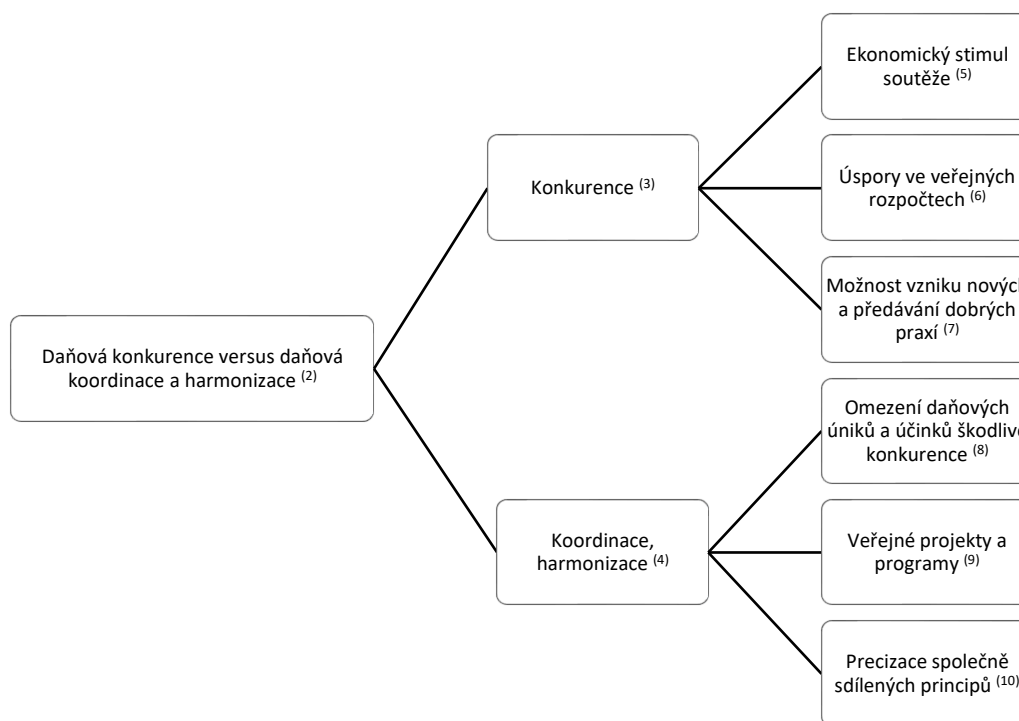 Ekonomický stimul
soutěže (5)
Konkurence (3)
Úspory ve veřejných
rozpočtech (6)
Možnost vzniku novýc
a předávání dobrých
praxí (7)
Daňová konkurence versus daňová
koordinace a harmonizace (2)
Omezení daňových
úniků a účinků škodliv
konkurence (8)
Koordinace,
harmonizace (4)
Veřejné projekty a
programy (9)
Precizace společně
sdílených principů (10)